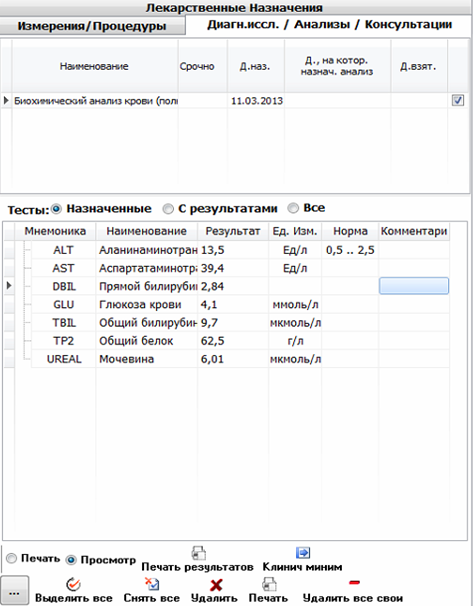 Лекарственные Назначения
Измерения/Процедуры Диагн.иссл. / Анализы / Консультации
Наименование Срочно Д.наз. Д., на котор. назнач. анализ Д.взят.
Биохимический анализ крови (пол 11.03.2013
Тесты: Назначенные С результатами Все
Мнемоника Наименование Результат Ед. Изм. Норма Комментари
ALT Аланинаминотран 13,5 Ед/л 0,5 .. 2,5
AST Аспартатаминотра 39,4 Ед/л
DBIL Прямой билируби 2,84
GLU Глюкоза крови 4,1 ммоль/л
TBIL Общий билирубин 9,7 мкмоль/л
TP2 Общий белок 62,5 г/л
UREAL Мочевина 6,01 мкмоль/л
Печать Просмотр Печать результатов Клинич миним
... Выделить все Снять все Удалить Печать Удалить все свои